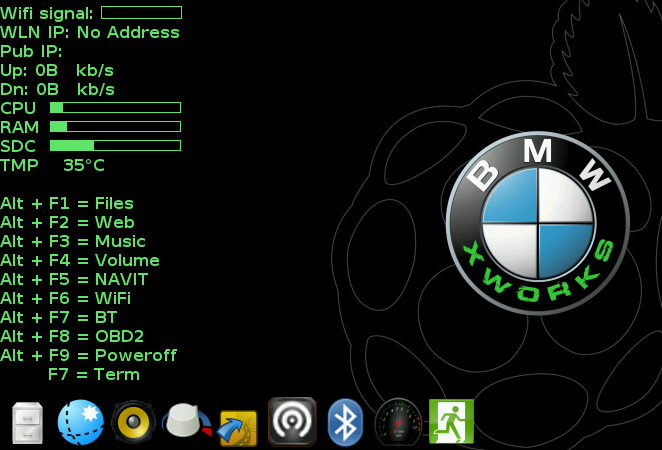 Wifi signal:
WLN IP: No Address
Pub IP:
Up: 0B kb/s
Dn: 0B kb/s
CPU
RAM
SDC
TMP 35°C
Alt + F1 = Files
Alt + F2 = Web
Alt + F3 = Music
Alt + F4 = Volume
Alt + F5 = NAVIT
Alt + F6 = WiFi
Alt + F7 = BT
Alt + F8 = OBD2
Alt + F9 = Poweroff
F7 = Term
BMW
XWORKS